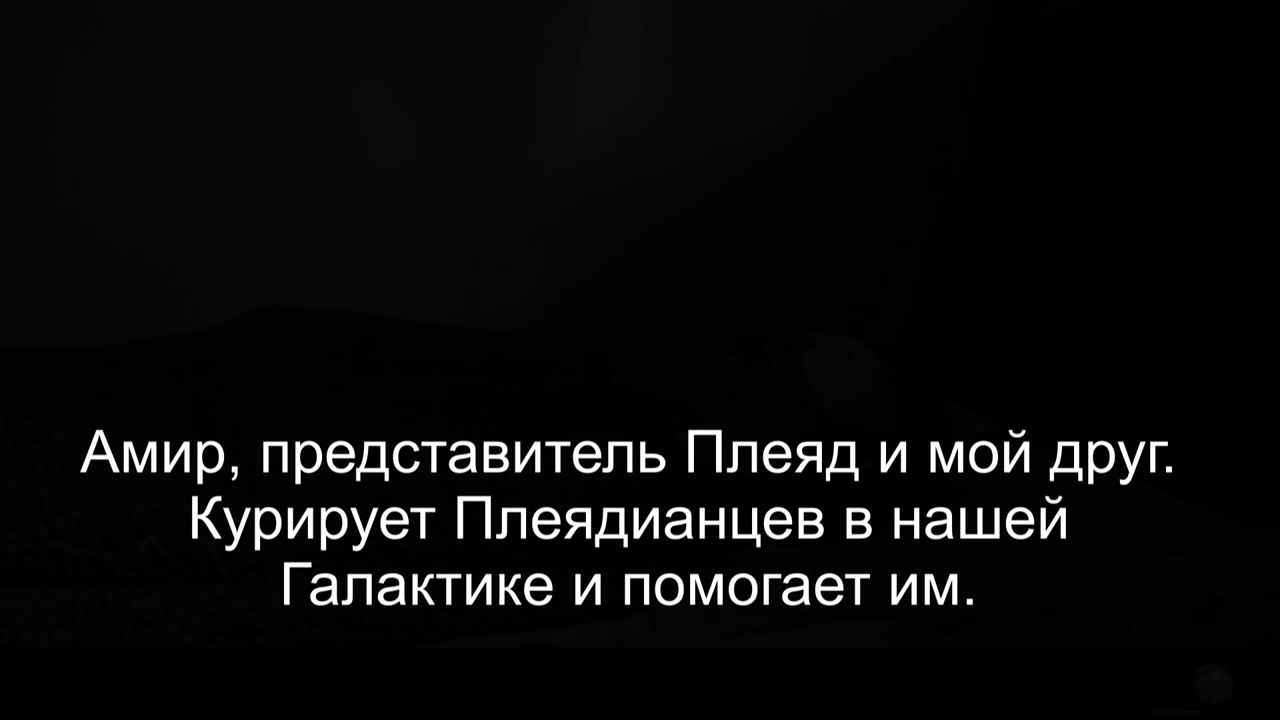 Амир, представитель Плеяд и мой друг.
Курирует Плеядианцев в нашей
Галактике и помогает им.